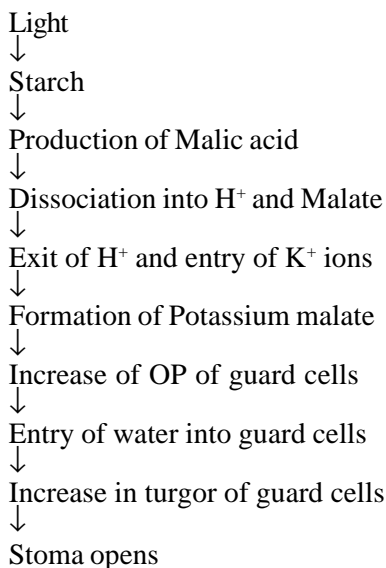 Light
↓
Starch
↓
Production of Malic acid
↓
Dissociation into H⁺ and Malate
↓
Exit of H⁺ and entry of K⁺ ions
↓
Formation of Potassium malate
↓
Increase of OP of guard cells
↓
Entry of water into guard cells
↓
Increase in turgor of guard cells
↓
Stoma opens